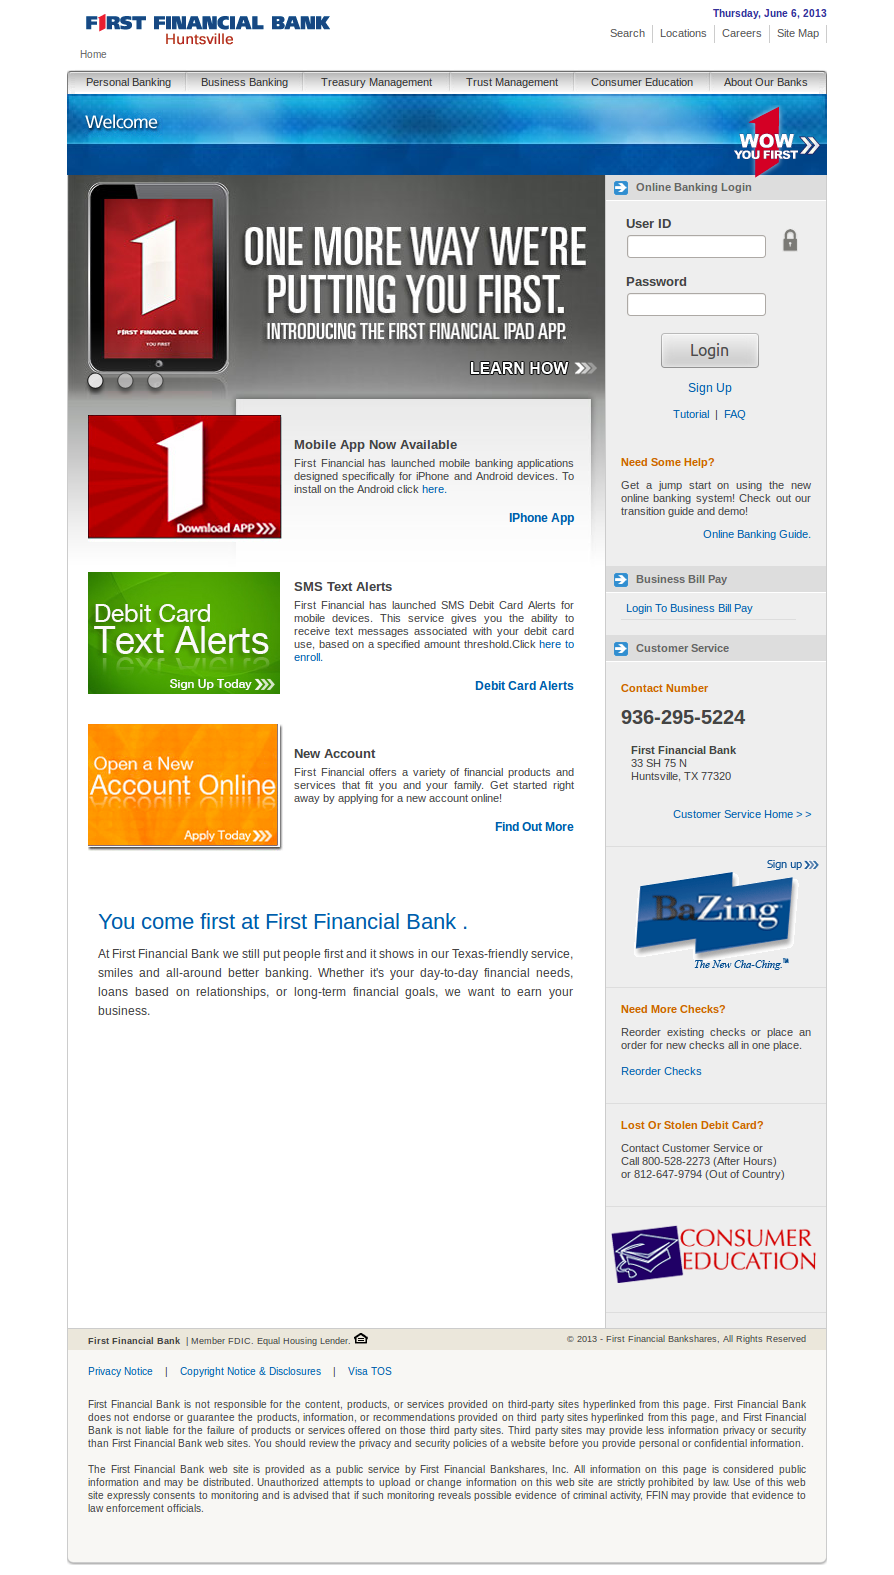 FIRST FINANCIAL BANK
Huntsville
Thursday, June 6, 2013
Search
Locations
Careers
Site Map
Home
Personal Banking
Business Banking
Treasury Management
Trust Management
Consumer Education
About Our Banks
Welcome
WOW
YOU FIRST
1
FIRST FINANCIAL BANK
YOU FIRST
ONE MORE WAY WE'RE
PUTTING YOU FIRST.
INTRODUCING THE FIRST FINANCIAL IPAD APP.
LEARN HOW
1
Download APP
Mobile App Now Available
First Financial has launched mobile banking applications
designed specifically for iPhone and Android devices. To
install on the Android click here.
IPhone App
Debit Card
Text Alerts
Sign Up Today
SMS Text Alerts
First Financial has launched SMS Debit Card Alerts for
mobile devices. This service gives you the ability to
receive text messages associated with your debit card
use, based on a specified amount threshold.Click here to
enroll.
Debit Card Alerts
Open a New
Account Online
Apply Today
New Account
First Financial offers a variety of financial products and
services that fit you and your family. Get started right
away by applying for a new account online!
Find Out More
You come first at First Financial Bank .
At First Financial Bank we still put people first and it shows in our Texas-friendly service,
smiles and all-around better banking. Whether it's your day-to-day financial needs,
loans based on relationships, or long-term financial goals, we want to earn your
business.
Online Banking Login
User ID
Password
Login
Sign Up
Tutorial | FAQ
Need Some Help?
Get a jump start on using the new
online banking system! Check out our
transition guide and demo!
Online Banking Guide.
Business Bill Pay
Login To Business Bill Pay
Customer Service
Contact Number
936-295-5224
First Financial Bank
33 SH 75 N
Huntsville, TX 77320
Customer Service Home > >
Sign up
BaZing
The New Cha-Ching.™
Need More Checks?
Reorder existing checks or place an
order for new checks all in one place.
Reorder Checks
Lost Or Stolen Debit Card?
Contact Customer Service or
Call 800-528-2273 (After Hours)
or 812-647-9794 (Out of Country)
CONSUMER
EDUCATION
First Financial Bank | Member FDIC. Equal Housing Lender.
© 2013 - First Financial Bankshares, All Rights Reserved
Privacy Notice | Copyright Notice & Disclosures | Visa TOS
First Financial Bank is not responsible for the content, products, or services provided on third-party sites hyperlinked from this page. First Financial Bank
does not endorse or guarantee the products, information, or recommendations provided on third party sites hyperlinked from this page, and First Financial
Bank is not liable for the failure of products or services offered on those third party sites. Third party sites may provide less information privacy or security
than First Financial Bank web sites. You should review the privacy and security policies of a website before you provide personal or confidential information.
The First Financial Bank web site is provided as a public service by First Financial Bankshares, Inc. All information on this page is considered public
information and may be distributed. Unauthorized attempts to upload or change information on this web site are strictly prohibited by law. Use of this web
site expressly consents to monitoring and is advised that if such monitoring reveals possible evidence of criminal activity, FFIN may provide that evidence to
law enforcement officials.